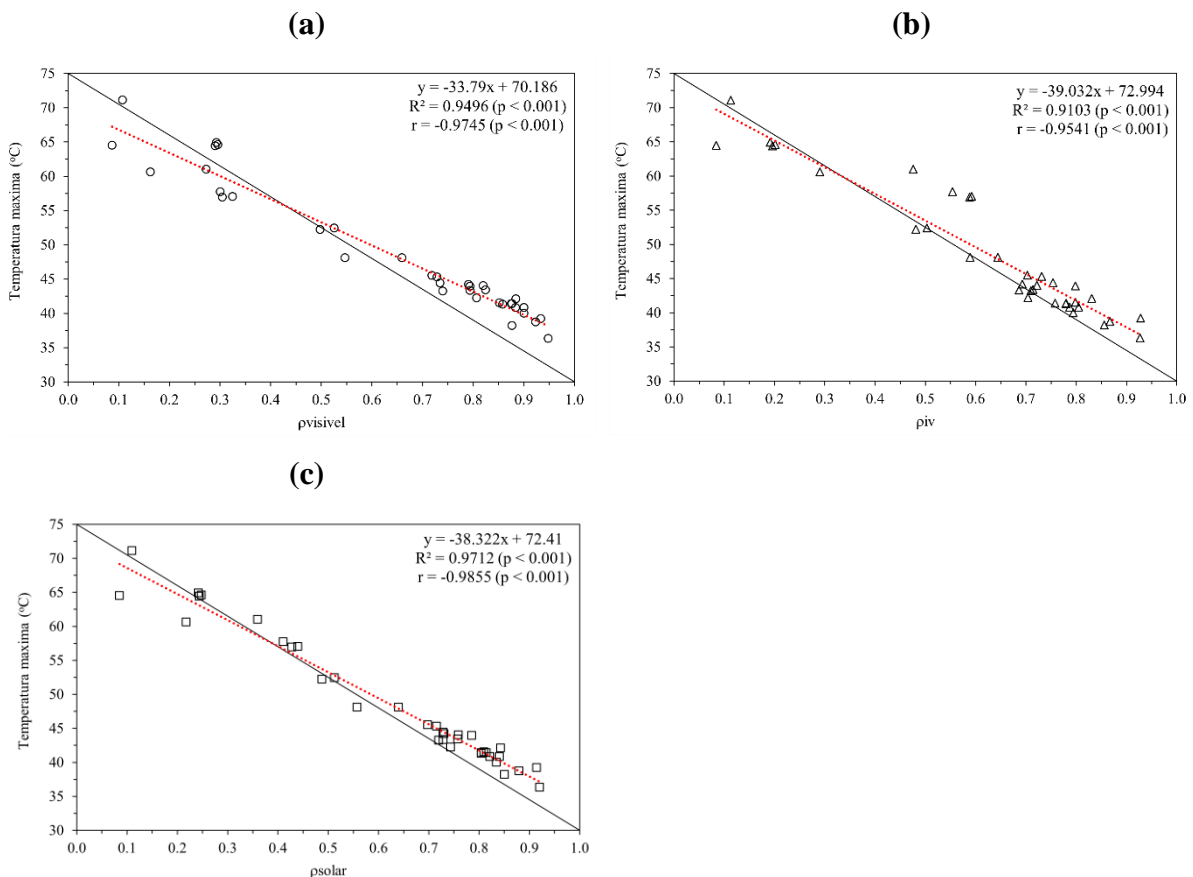 (a)
y = -33.79x + 70.186
R² = 0.9496 (p < 0.001)
r = -0.9745 (p < 0.001)
75
70
65
60
55
50
45
40
35
30
Temperatura maxima (°C)
0.0 0.1 0.2 0.3 0.4 0.5 0.6 0.7 0.8 0.9 1.0
ρvisivel
(b)
y = -39.032x + 72.994
R² = 0.9103 (p < 0.001)
r = -0.9541 (p < 0.001)
75
70
65
60
55
50
45
40
35
30
Temperatura maxima (°C)
0.0 0.1 0.2 0.3 0.4 0.5 0.6 0.7 0.8 0.9 1.0
ρiv
(c)
y = -38.322x + 72.41
R² = 0.9712 (p < 0.001)
r = -0.9855 (p < 0.001)
75
70
65
60
55
50
45
40
35
30
Temperatura maxima (°C)
0.0 0.1 0.2 0.3 0.4 0.5 0.6 0.7 0.8 0.9 1.0
ρsolar